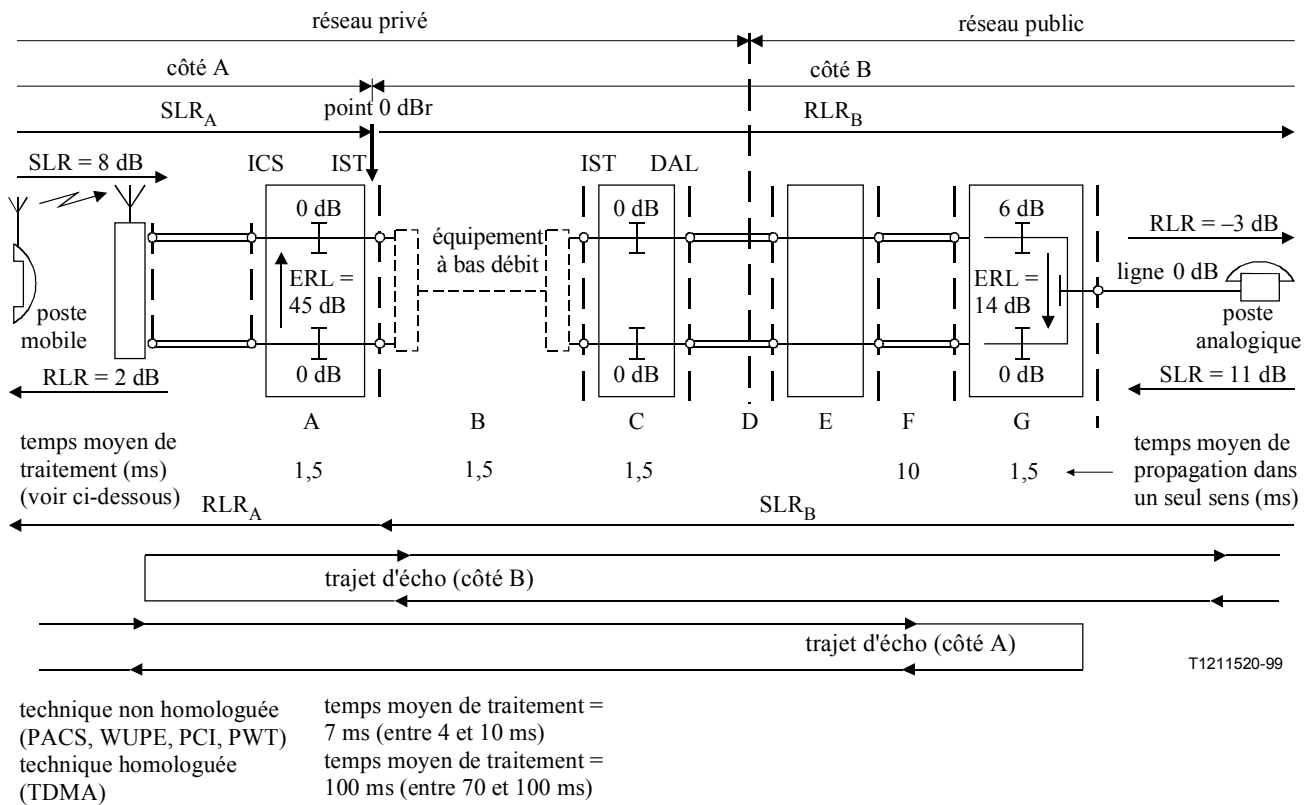 réseau privé
réseau public
côté A
côté B
SLR_A
point 0 dBr
RLR_B
SLR = 8 dB
ICS
IST
IST
DAL
0 dB
0 dB
6 dB
RLR = –3 dB
équipement
à bas débit
ligne 0 dB
ERL =
45 dB
ERL =
14 dB
poste
mobile
poste
analogique
0 dB
0 dB
0 dB
RLR = 2 dB
SLR = 11 dB
A
B
C
D
E
F
G
temps moyen de
traitement (ms)
(voir ci-dessous)
1,5
1,5
1,5
10
1,5
temps moyen de
propagation dans
un seul sens (ms)
RLR_A
SLR_B
trajet d'écho (côté B)
trajet d'écho (côté A)
T1211520-99
technique non homologuée
(PACS, WUPE, PCI, PWT)
technique homologuée
(TDMA)
temps moyen de traitement =
7 ms (entre 4 et 10 ms)
temps moyen de traitement =
100 ms (entre 70 et 100 ms)